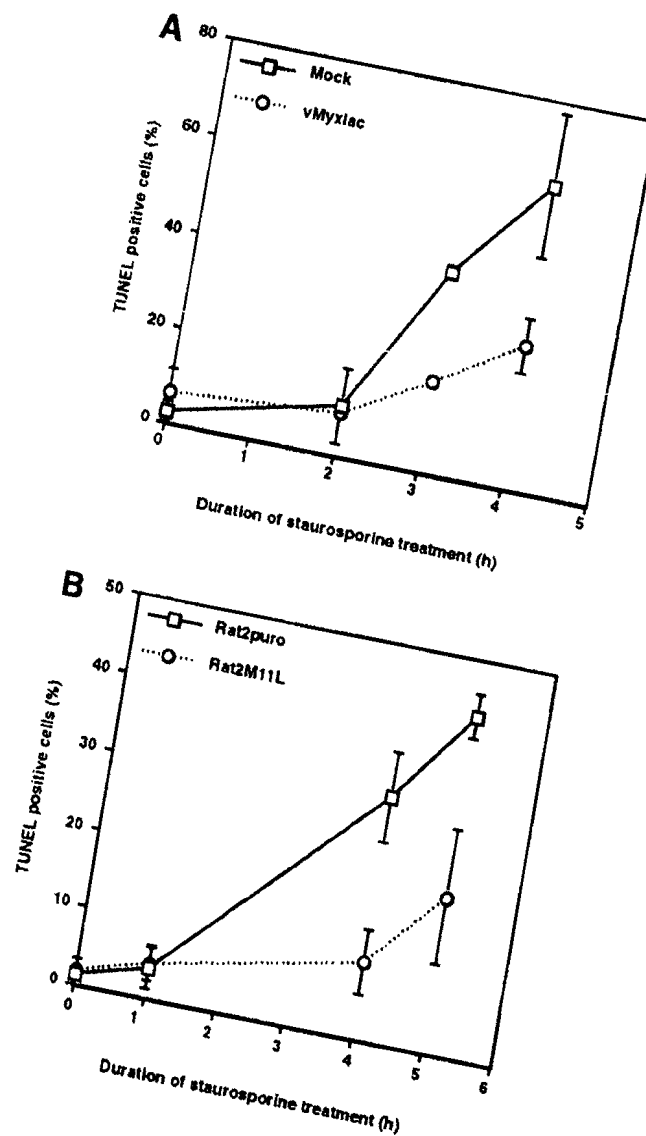 A
80
60
40
20
0
TUNEL positive cells (%)
Mock
vMyxlac
0 1 2 3 4 5
Duration of staurosporine treatment (h)
B
50
40
30
20
10
0
TUNEL positive cells (%)
Rat2puro
Rat2M11L
0 1 2 3 4 5 6
Duration of staurosporine treatment (h)